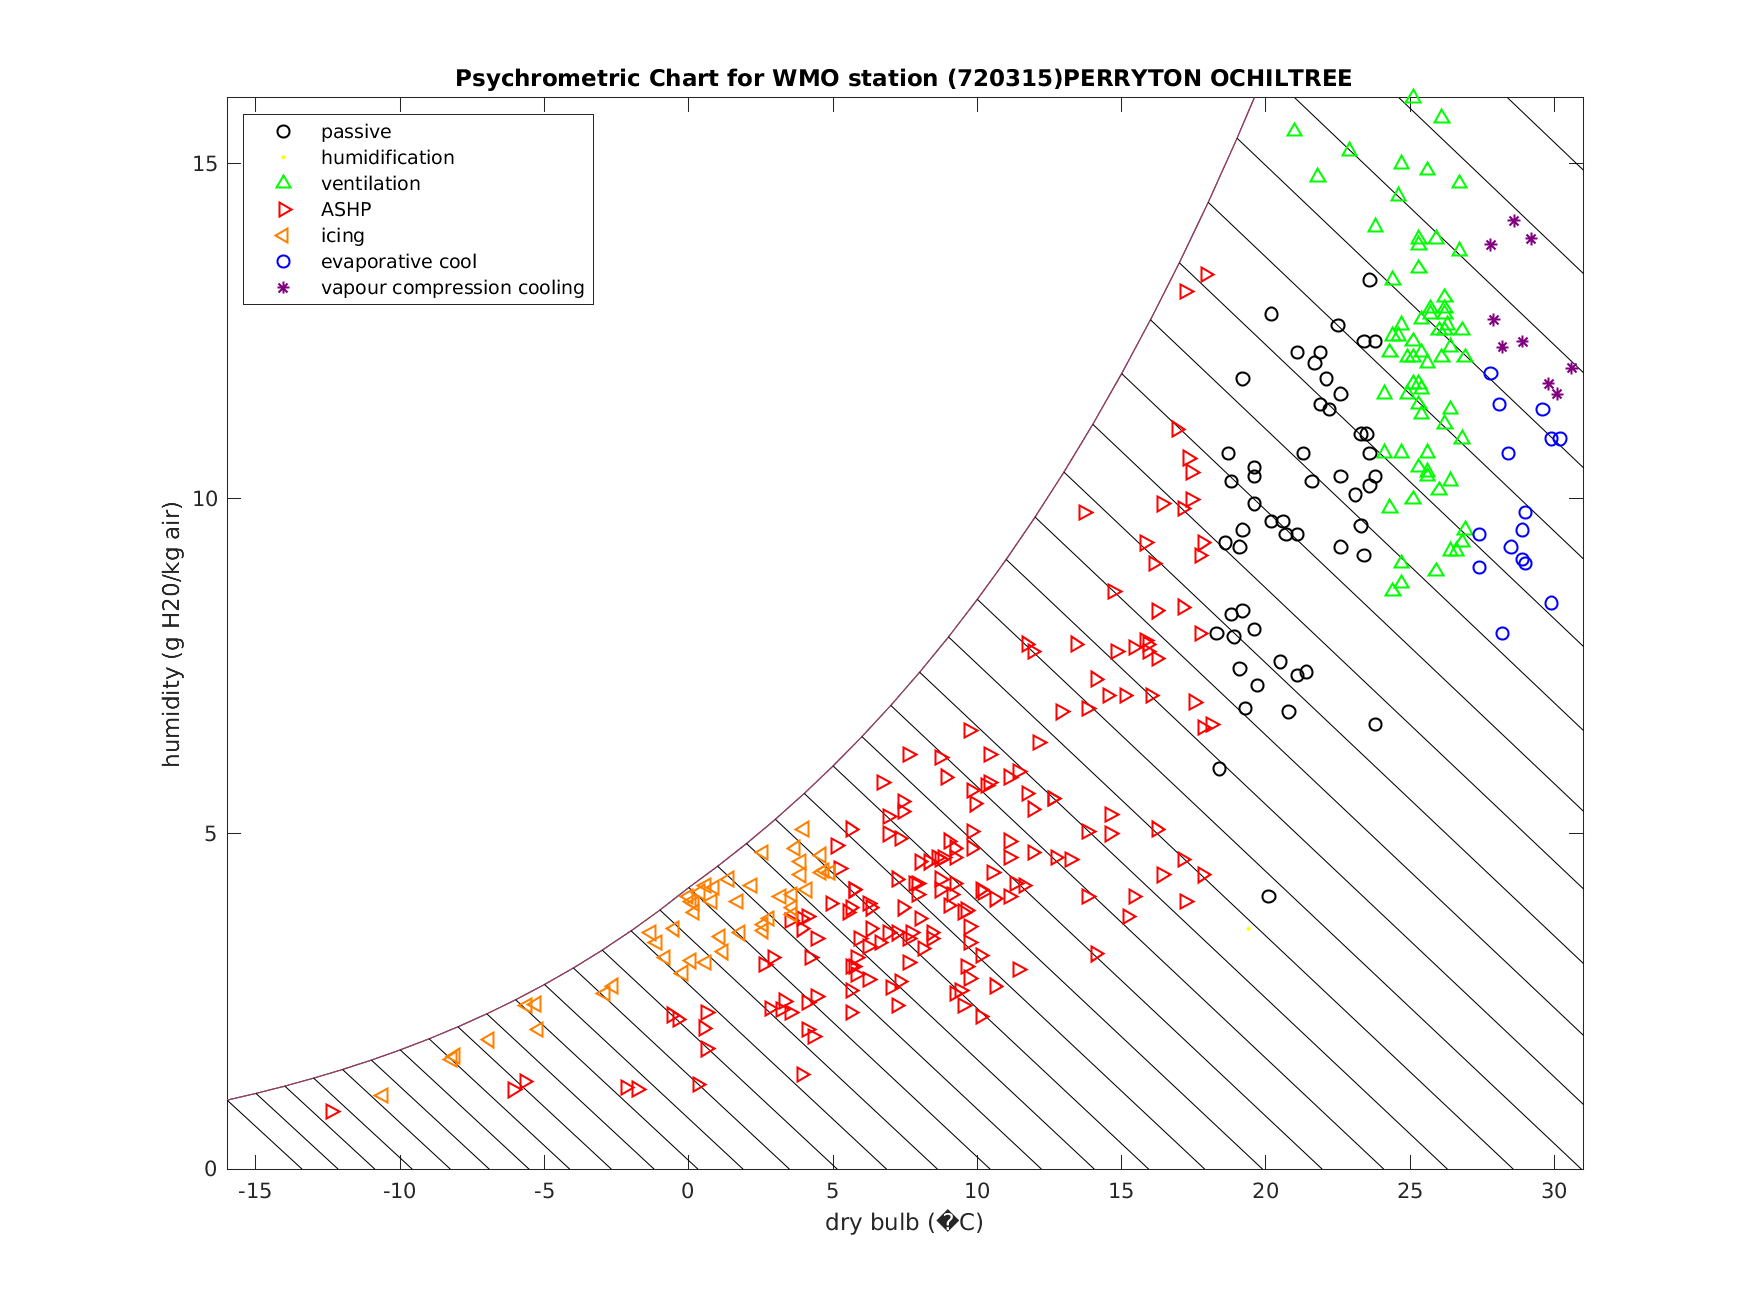 Psychrometric Chart for WMO station (720315)PERRYTON OCHILTREE
passive
humidification
ventilation
ASHP
icing
evaporative cool
vapour compression cooling
15
10
5
0
humidity (g H20/kg air)
-15 -10 -5 0 5 10 15 20 25 30
dry bulb (�C)